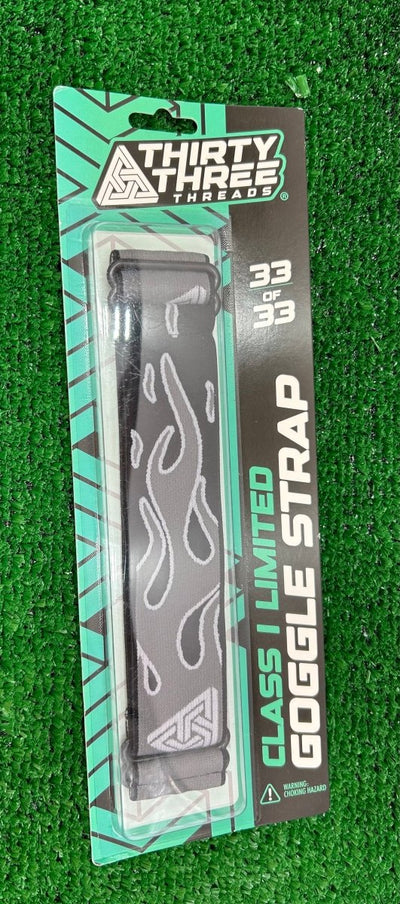 THIRTY
THREE
THREADS®
33
OF
33
CLASS I LIMITED
GOGGLE STRAP
WARNING:
CHOKING HAZARD